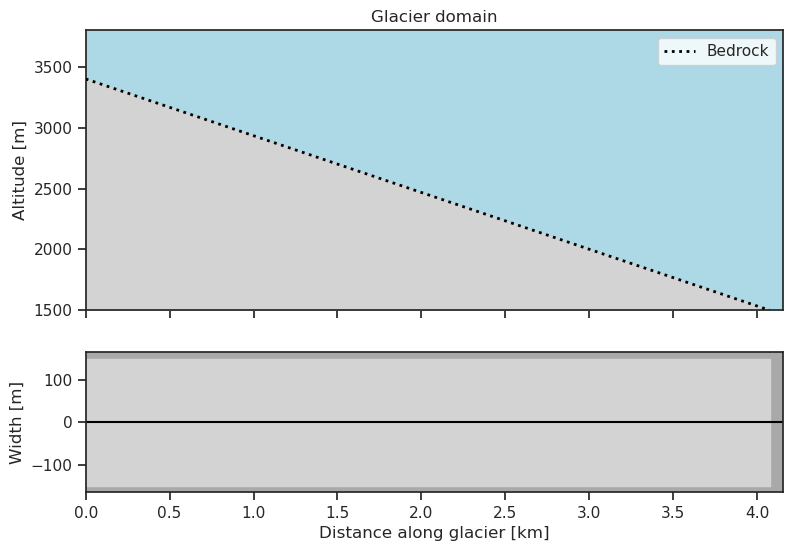 Glacier domain
Bedrock
Altitude [m]
3500
3000
2500
2000
1500
Width [m]
100
0
−100
0.0 0.5 1.0 1.5 2.0 2.5 3.0 3.5 4.0
Distance along glacier [km]